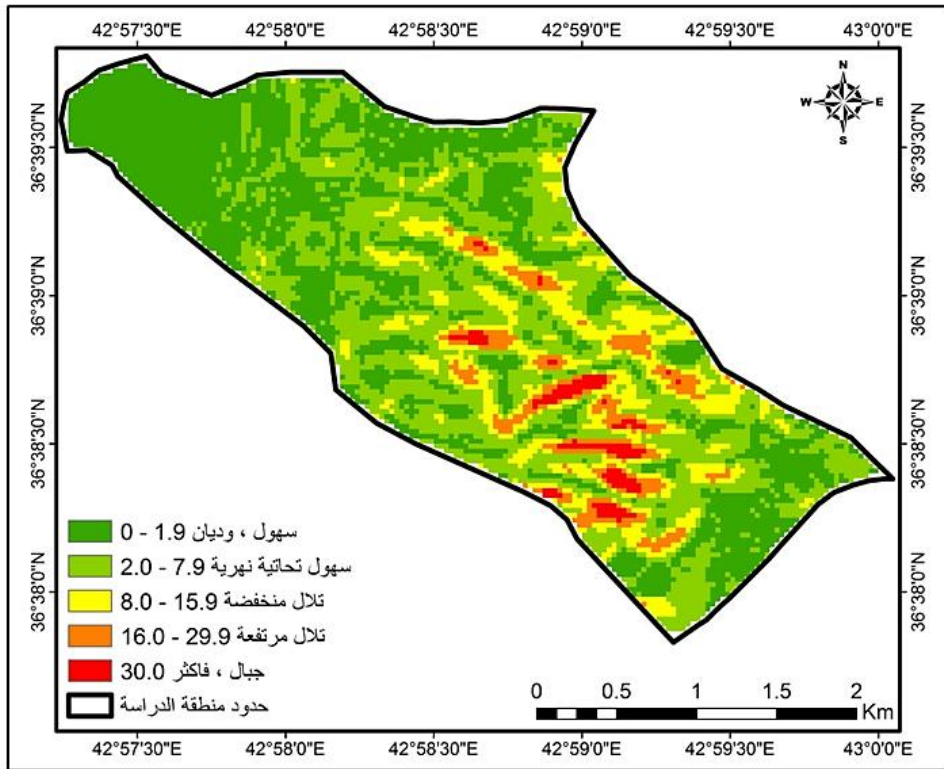 42°57'30"E 42°58'0"E 42°58'30"E 42°59'0"E 42°59'30"E 43°0'0"E
N
W E
S
36°39'30"N 36°39'30"N
36°39'0"N 36°39'0"N
36°38'30"N 36°38'30"N
36°38'0"N 36°38'0"N
سهول ، وديان 1.9 - 0
سهول تحاتية نهرية 7.9 - 2.0
تلال منخفضة 15.9 - 8.0
تلال مرتفعة 29.9 - 16.0
جبال ، فاكثر 30.0
حدود منطقة الدراسة
0 0.5 1 1.5 2
Km
42°57'30"E 42°58'0"E 42°58'30"E 42°59'0"E 42°59'30"E 43°0'0"E